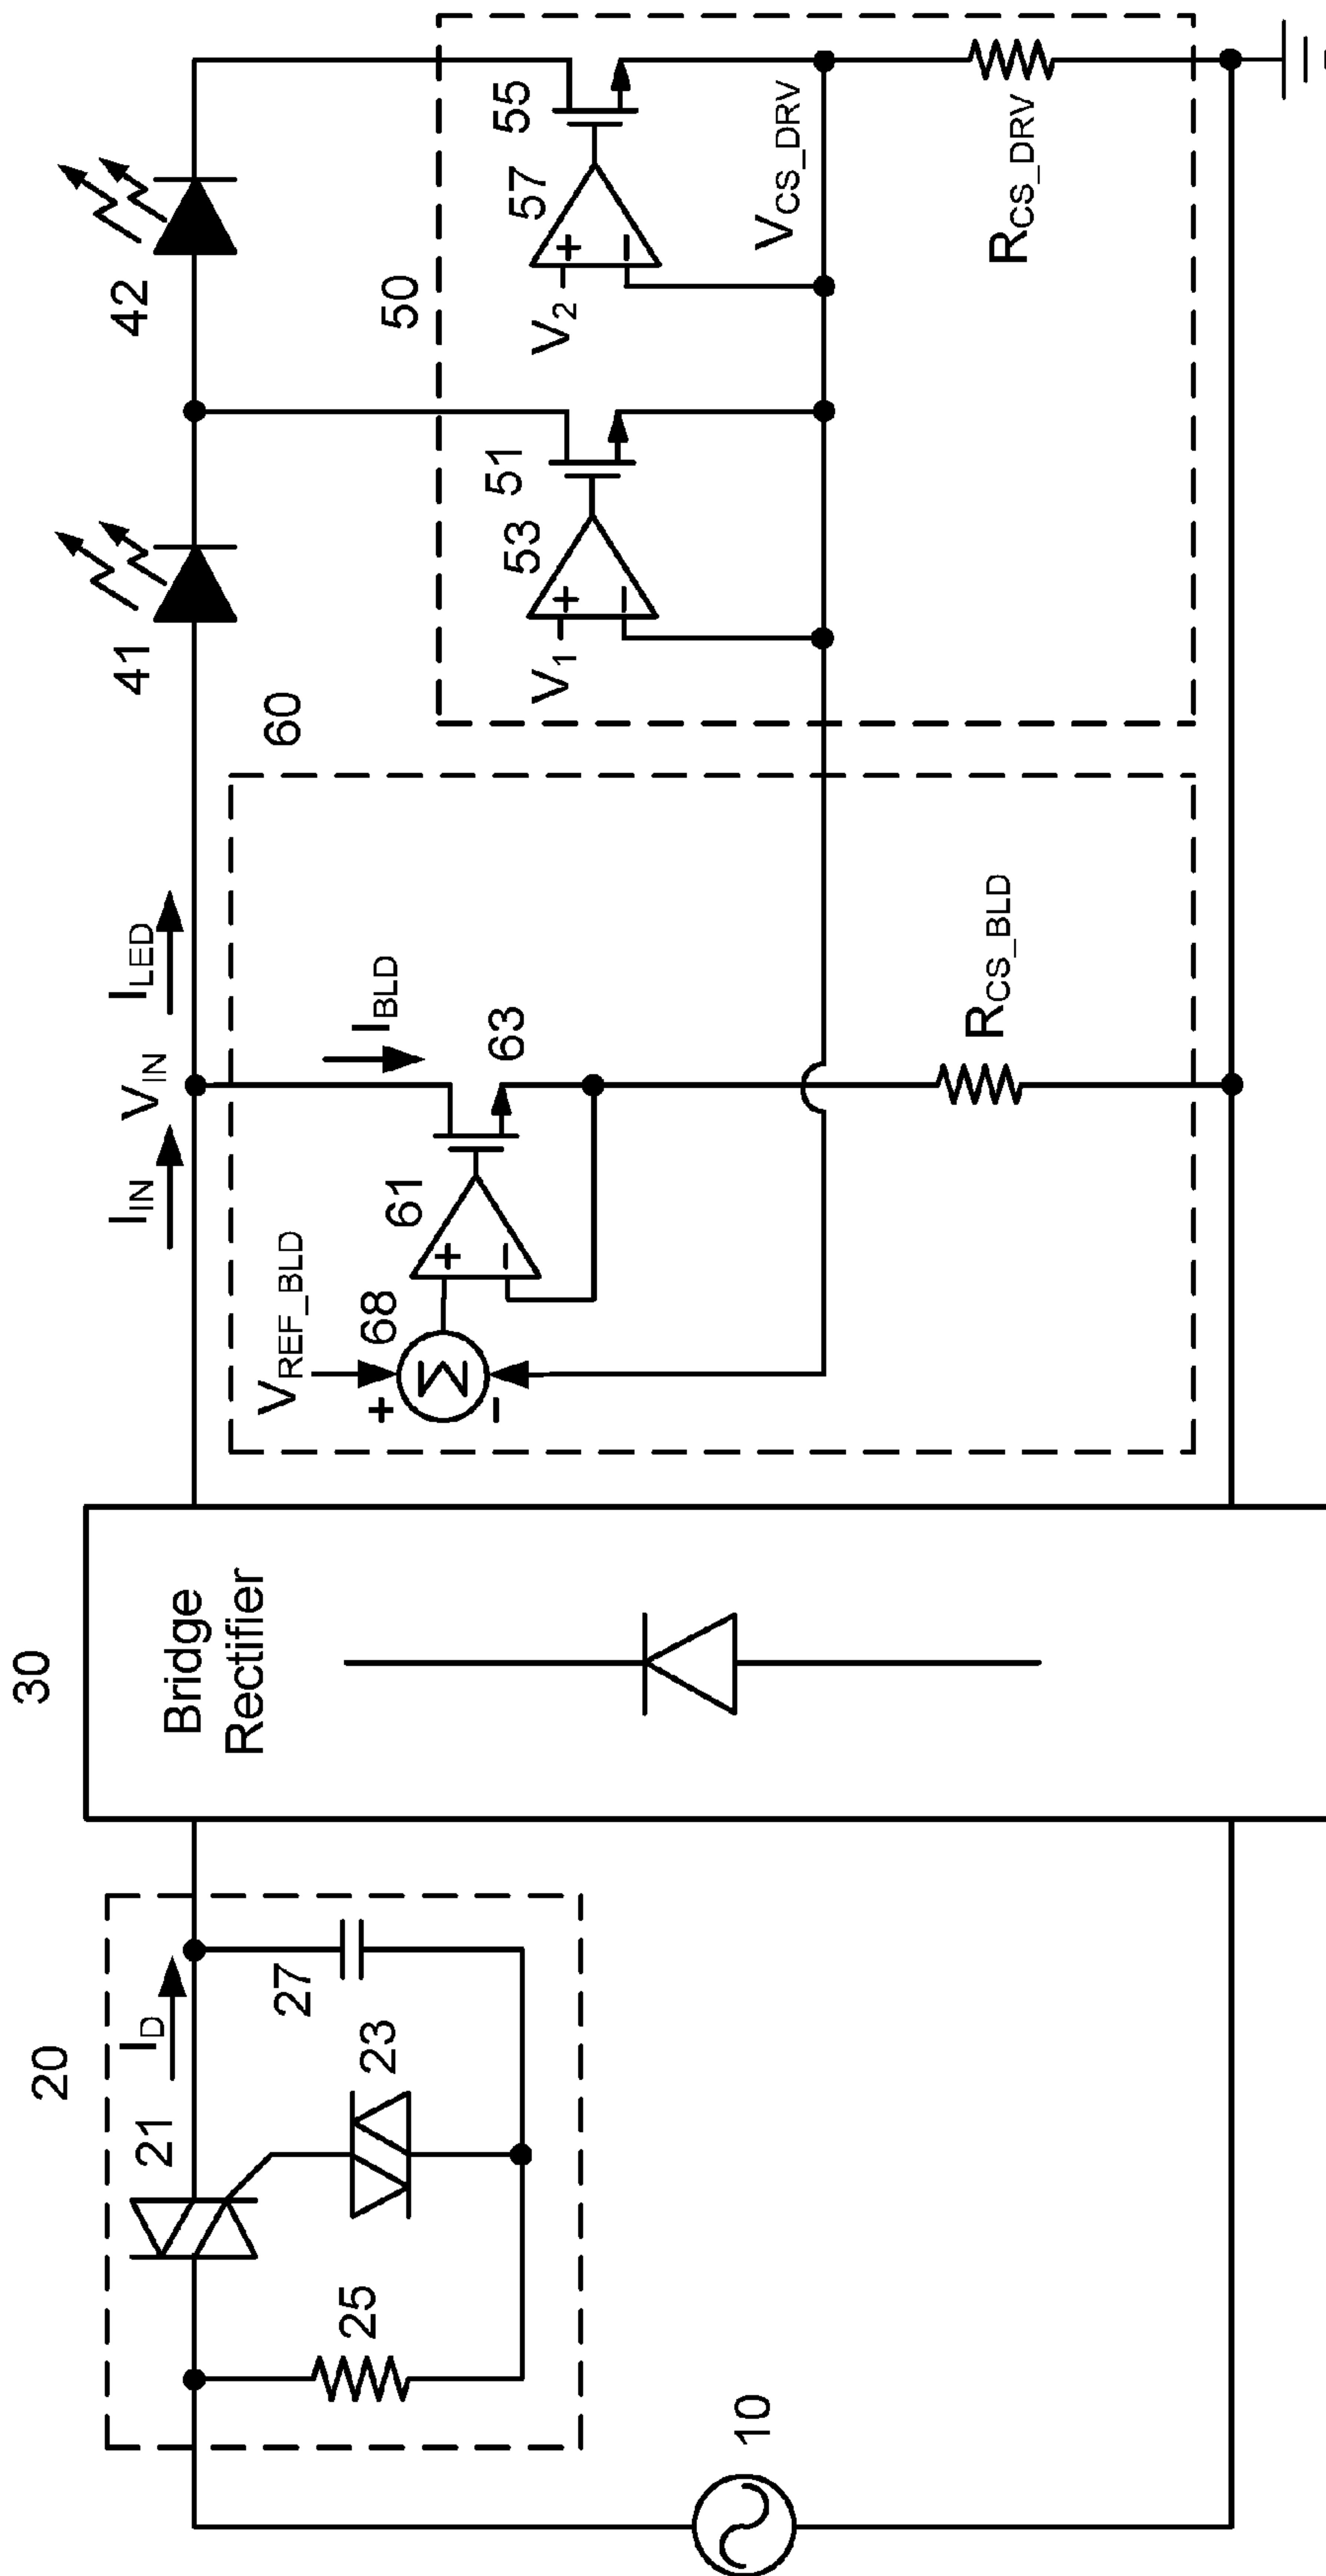 10
20
25
21
I_D
23
27
30
Bridge
Rectifier
V_REF_BLD
68
+
−
61
+
−
I_IN
V_IN
I_LED
I_BLD
63
R_CS_BLD
60
41
42
50
V_1
53
+
−
51
V_2
57
+
−
55
V_CS_DRV
R_CS_DRV